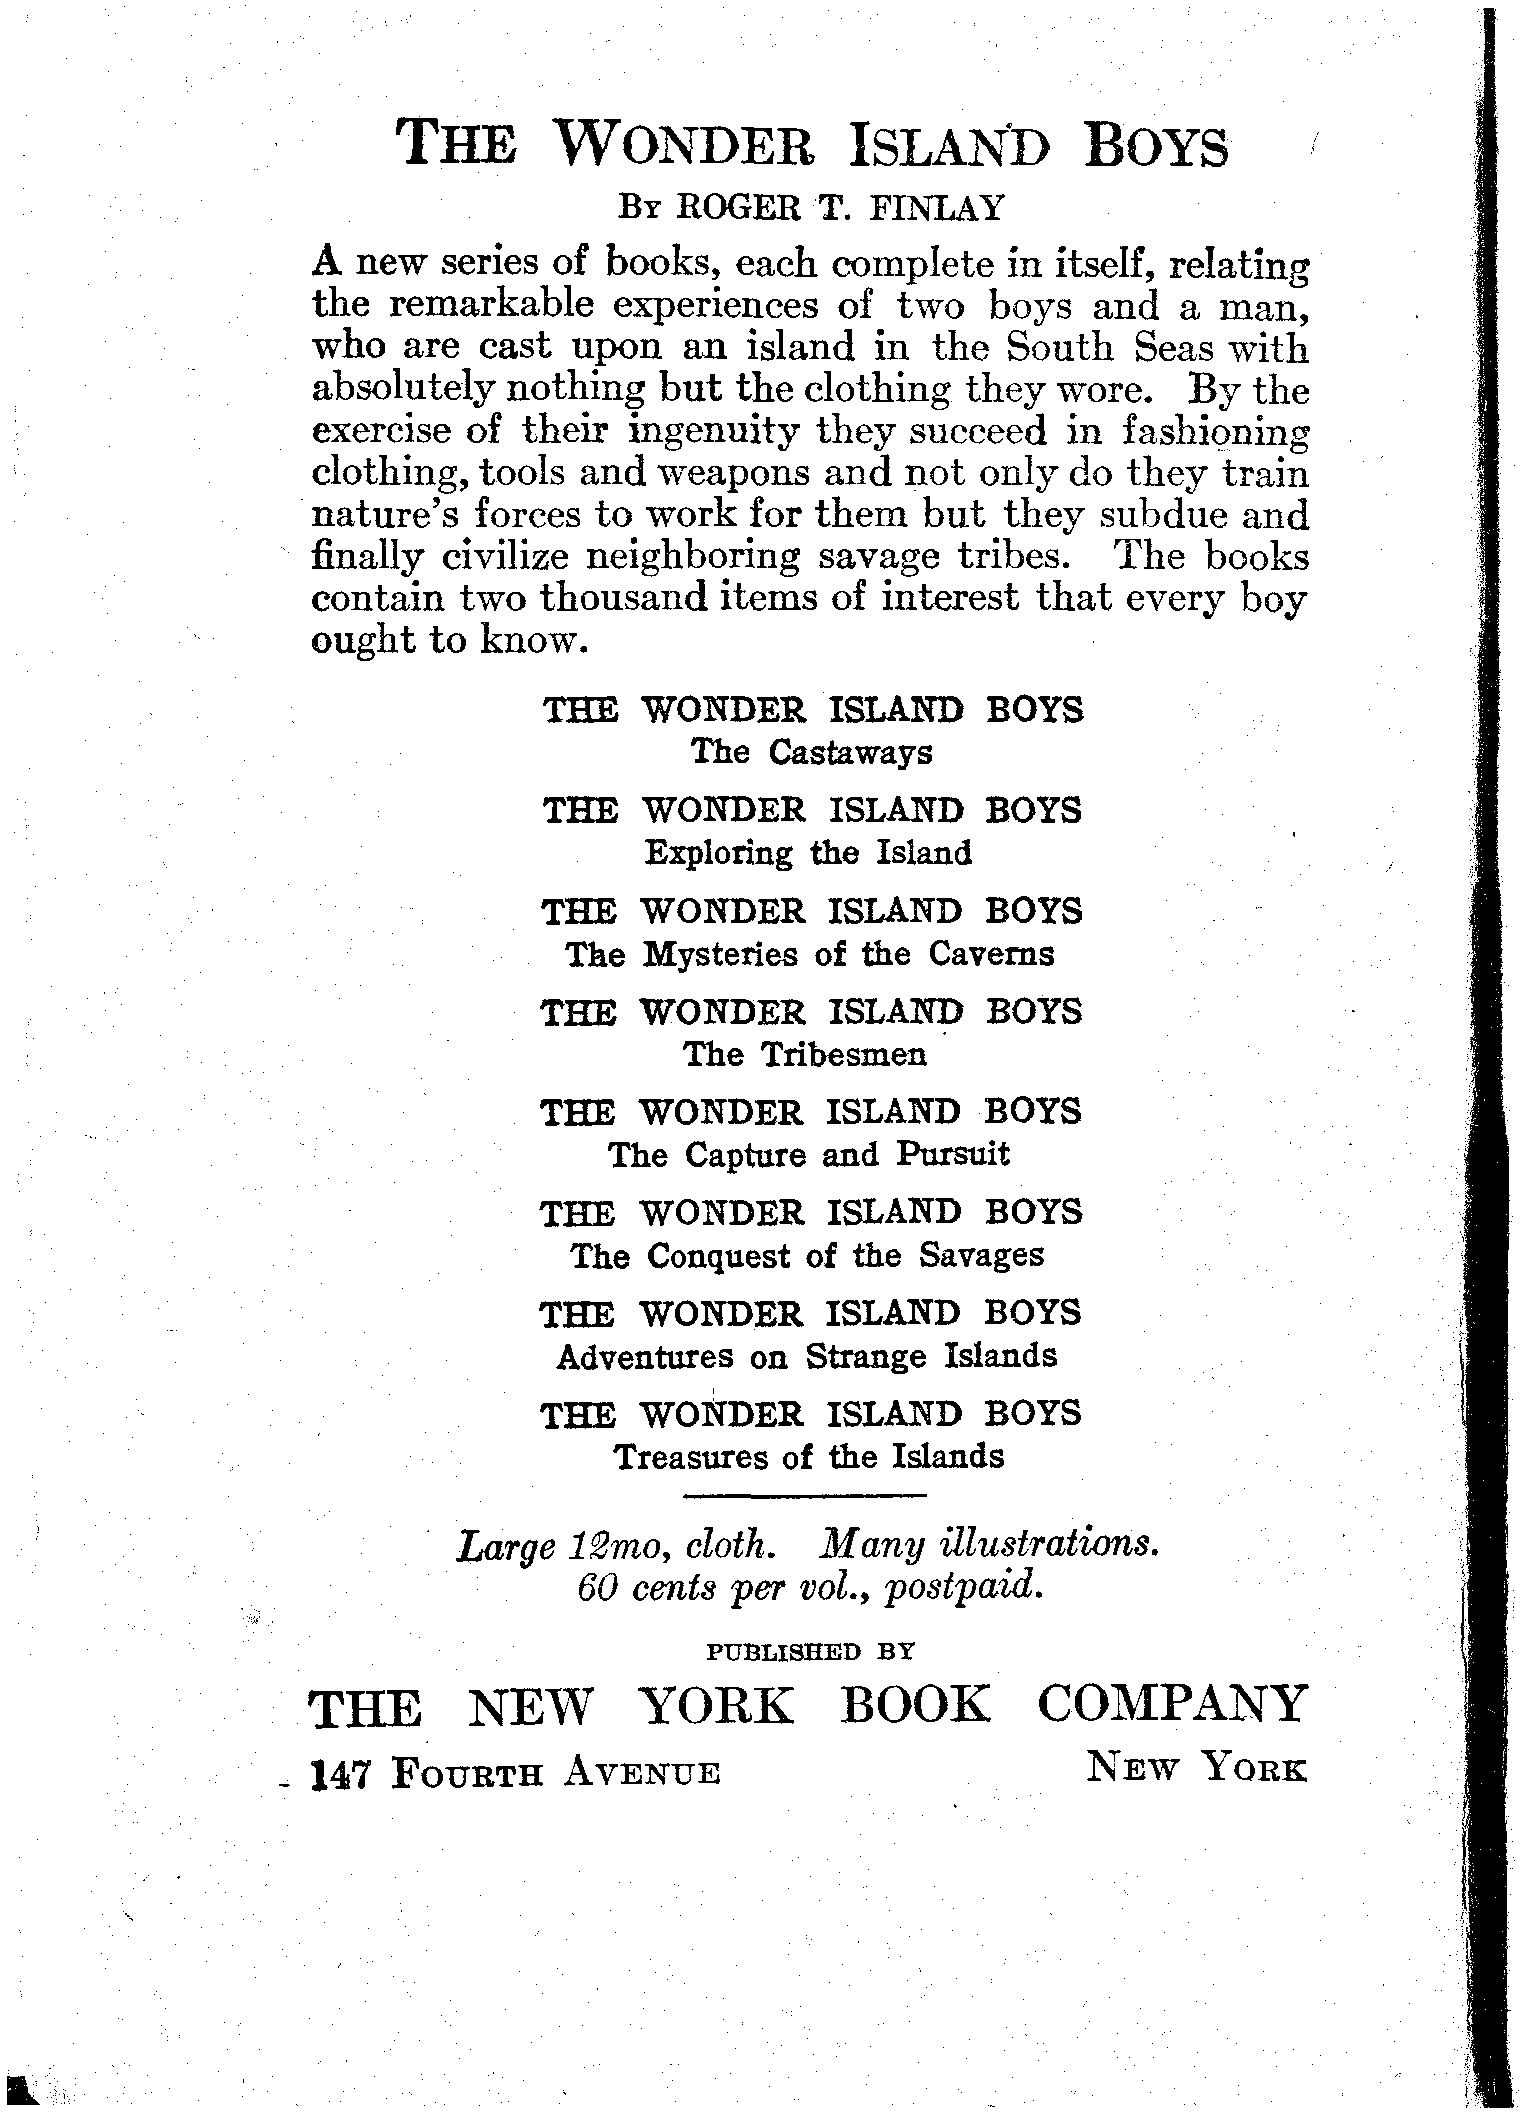 THE WONDER ISLAND BOYS
BY ROGER T. FINLAY
A new series of books, each complete in itself, relating
the remarkable experiences of two boys and a man,
who are cast upon an island in the South Seas with
absolutely nothing but the clothing they wore. By the
exercise of their ingenuity they succeed in fashioning
clothing, tools and weapons and not only do they train
nature's forces to work for them but they subdue and
finally civilize neighboring savage tribes. The books
contain two thousand items of interest that every boy
ought to know.
THE WONDER ISLAND BOYS
The Castaways
THE WONDER ISLAND BOYS
Exploring the Island
THE WONDER ISLAND BOYS
The Mysteries of the Caverns
THE WONDER ISLAND BOYS
The Tribesmen
THE WONDER ISLAND BOYS
The Capture and Pursuit
THE WONDER ISLAND BOYS
The Conquest of the Savages
THE WONDER ISLAND BOYS
Adventures on Strange Islands
THE WONDER ISLAND BOYS
Treasures of the Islands
Large 12mo, cloth. Many illustrations.
60 cents per vol., postpaid.
PUBLISHED BY
THE NEW YORK BOOK COMPANY
147 FOURTH AVENUE NEW YORK